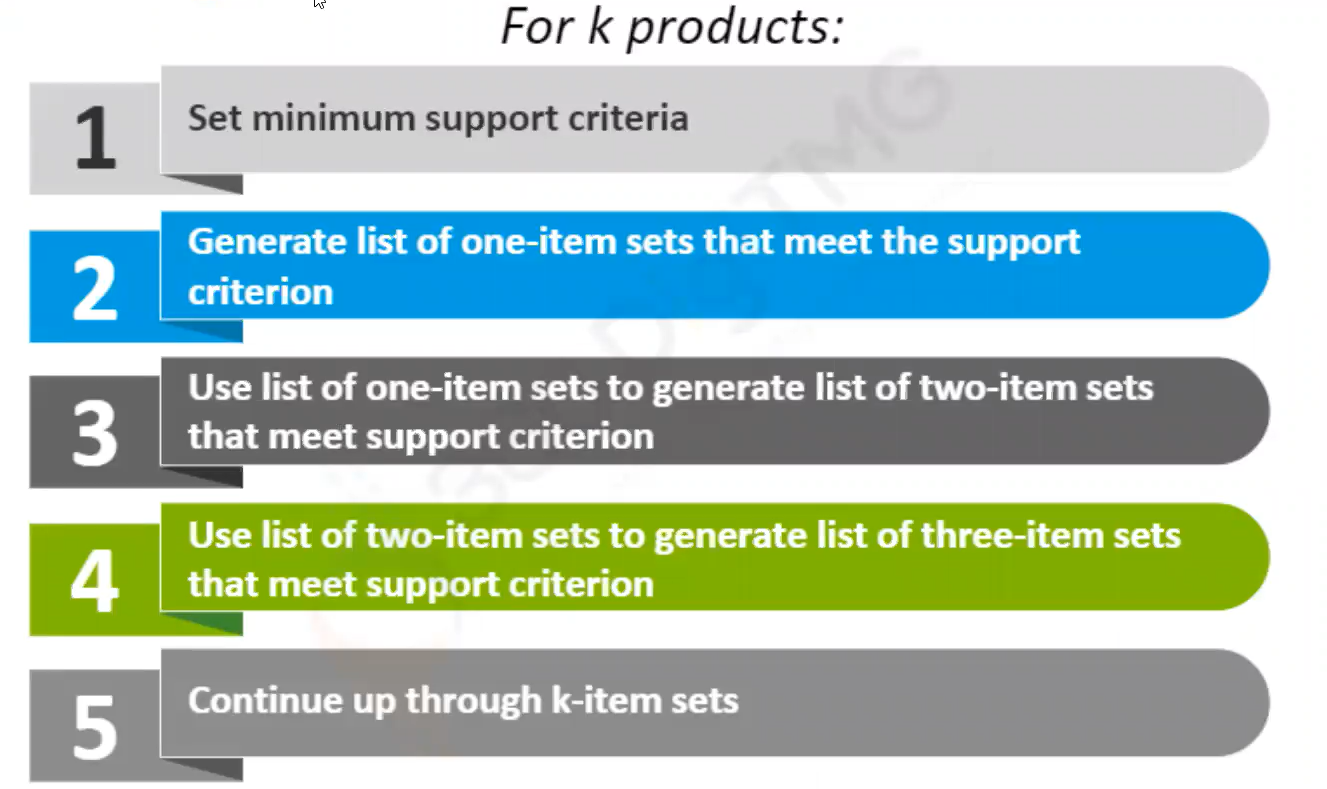 For k products:
1
Set minimum support criteria
2
Generate list of one-item sets that meet the support
criterion
3
Use list of one-item sets to generate list of two-item sets
that meet support criterion
4
Use list of two-item sets to generate list of three-item sets
that meet support criterion
5
Continue up through k-item sets